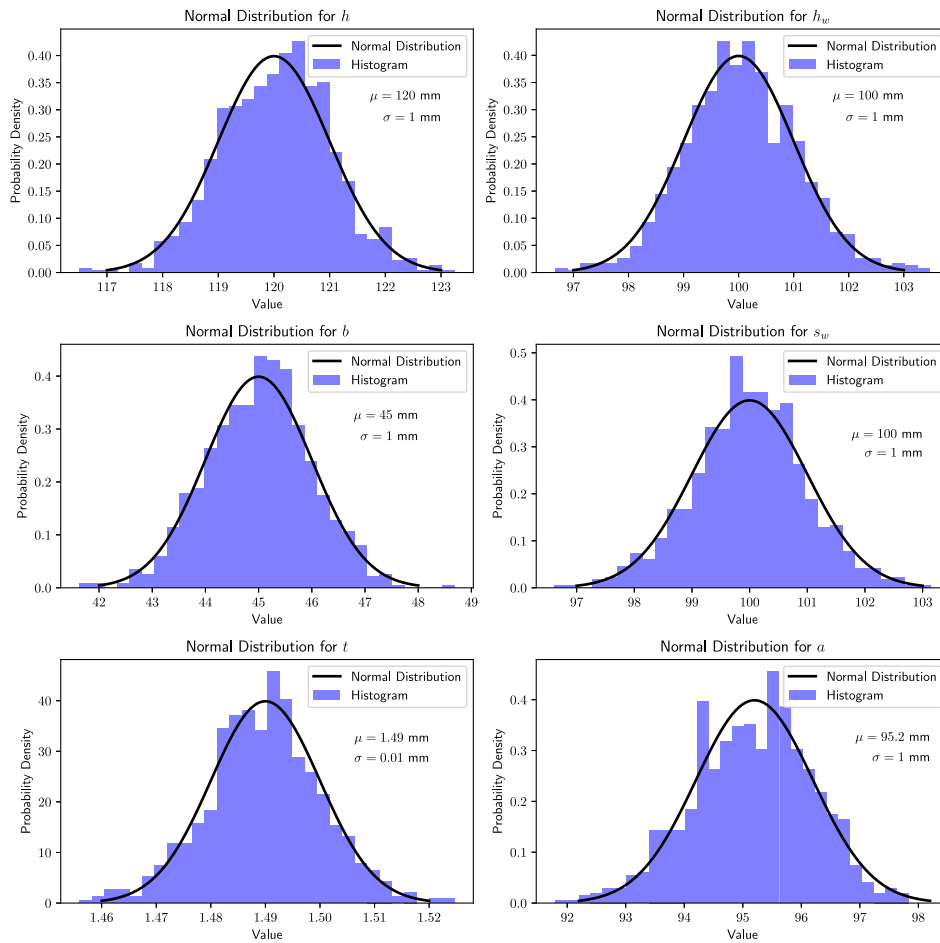 Normal Distribution for h
Normal Distribution
Histogram
μ = 120 mm
σ = 1 mm
Probability Density
0.40
0.35
0.30
0.25
0.20
0.15
0.10
0.05
0.00
117 118 119 120 121 122 123
Value
Normal Distribution for h_w
Normal Distribution
Histogram
μ = 100 mm
σ = 1 mm
Probability Density
0.40
0.35
0.30
0.25
0.20
0.15
0.10
0.05
0.00
97 98 99 100 101 102 103
Value
Normal Distribution for b
Normal Distribution
Histogram
μ = 45 mm
σ = 1 mm
Probability Density
0.4
0.3
0.2
0.1
0.0
42 43 44 45 46 47 48 49
Value
Normal Distribution for s_w
Normal Distribution
Histogram
μ = 100 mm
σ = 1 mm
Probability Density
0.5
0.4
0.3
0.2
0.1
0.0
97 98 99 100 101 102 103
Value
Normal Distribution for t
Normal Distribution
Histogram
μ = 1.49 mm
σ = 0.01 mm
Probability Density
40
30
20
10
0
1.46 1.47 1.48 1.49 1.50 1.51 1.52
Value
Normal Distribution for a
Normal Distribution
Histogram
μ = 95.2 mm
σ = 1 mm
Probability Density
0.4
0.3
0.2
0.1
0.0
92 93 94 95 96 97 98
Value